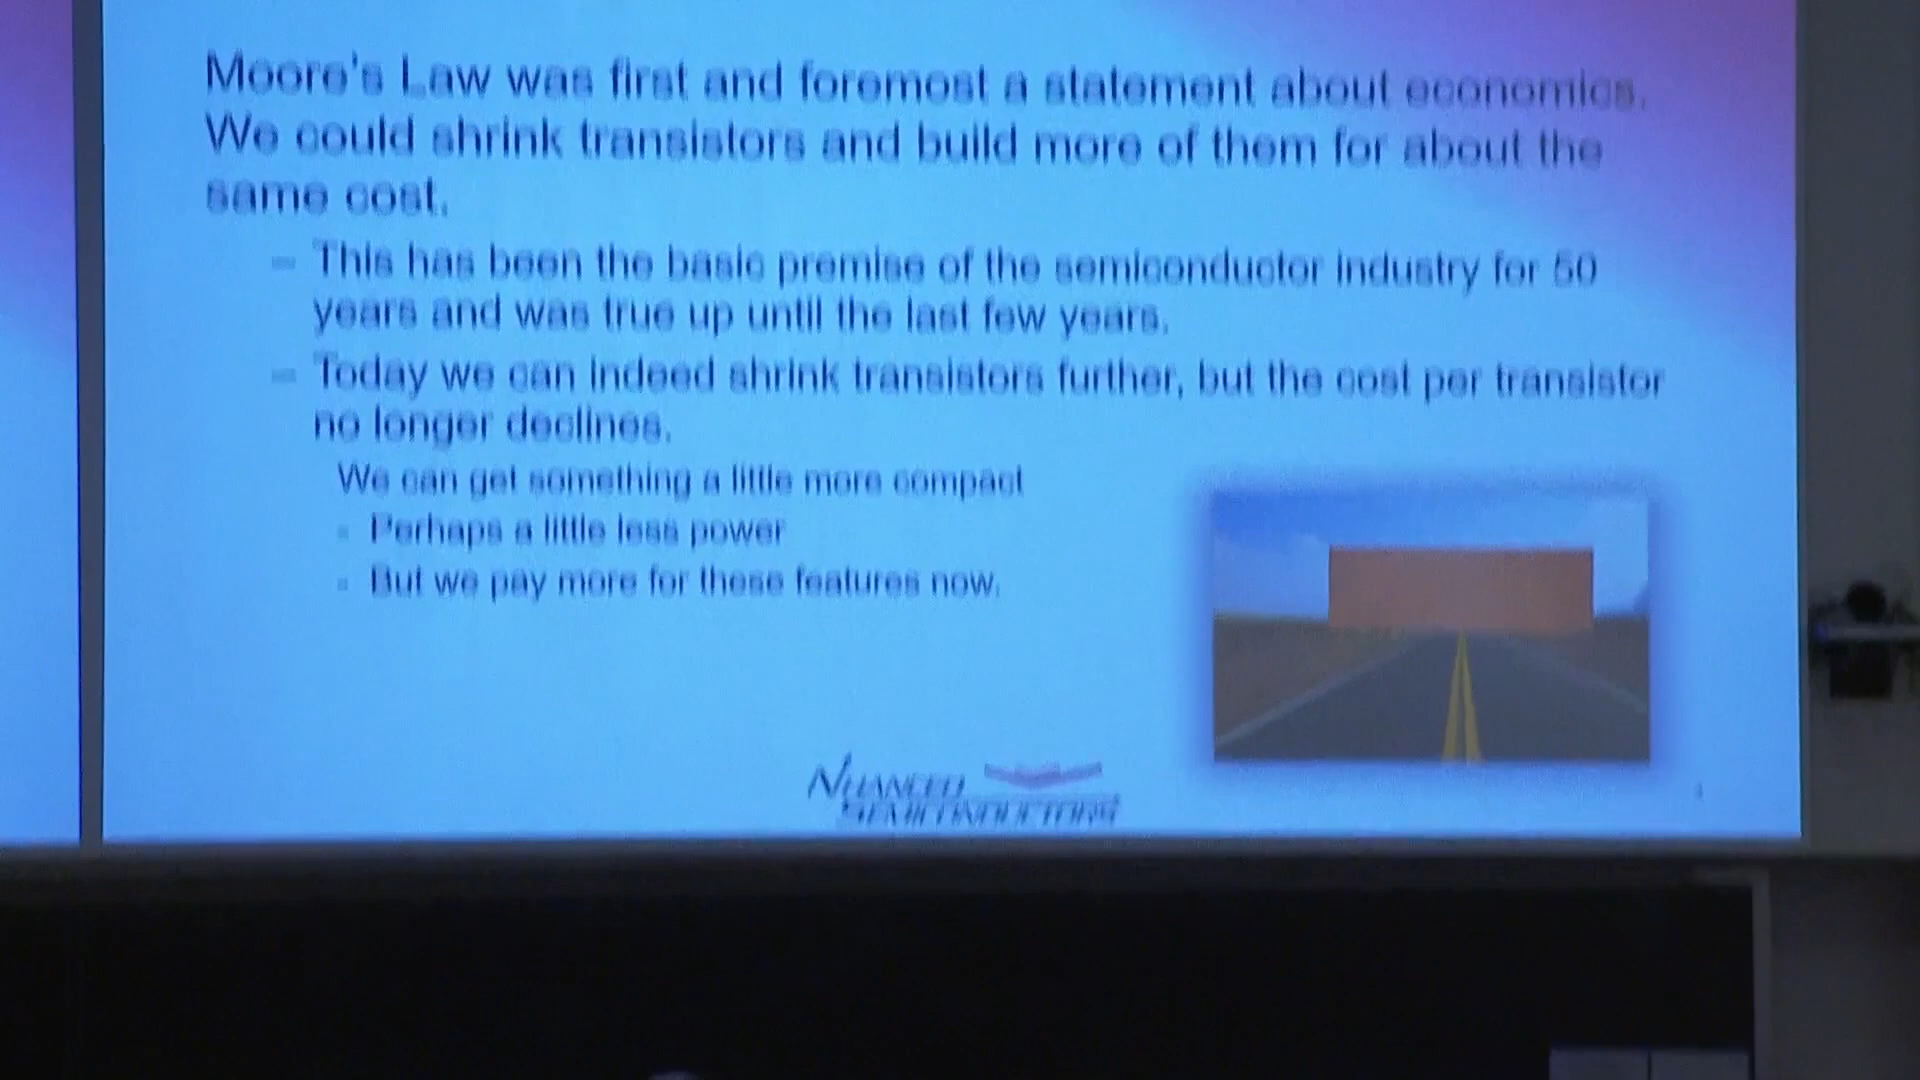 Moore's Law was first and foremost a statement about economics.
We could shrink transistors and build more of them for about the
same cost.
– This has been the basic premise of the semiconductor industry for 50
years and was true up until the last few years.
– Today we can indeed shrink transistors further, but the cost per transistor
no longer declines.
We can get something a little more compact
▪ Perhaps a little less power
▪ But we pay more for these features now.
NHANCED
SEMICONDUCTORS